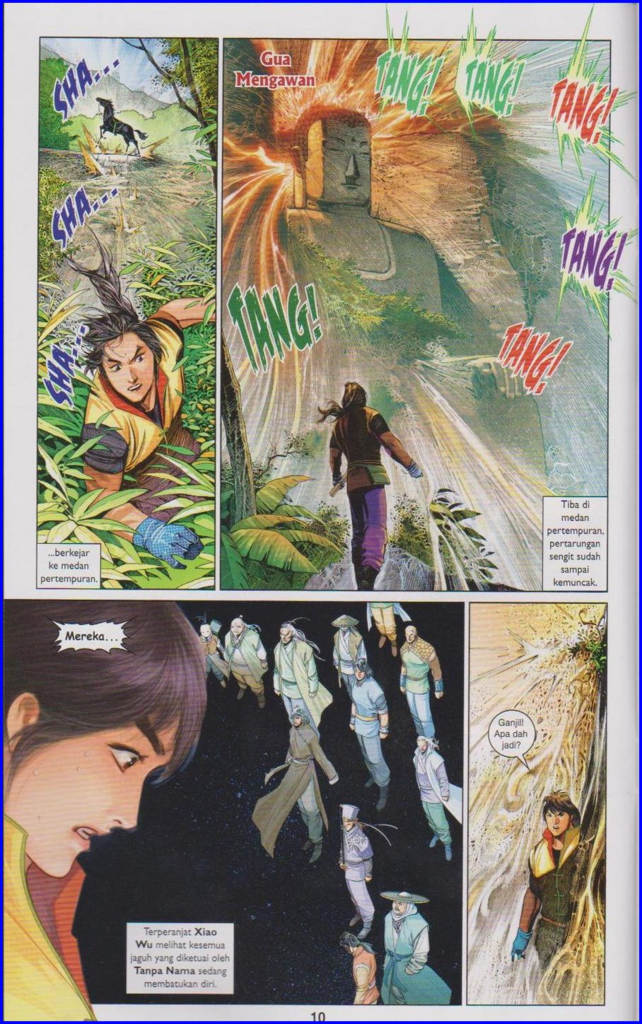 SHA...
SHA...
SHA...
...berkejar
ke medan
pertempuran.
Gua
Mengawan
TANG!
TANG!
TANG!
TANG!
TANG!
TANG!
Tiba di
medan
pertempuran,
pertarungan
sengit sudah
sampai
kemuncak.
Mereka...
Terperanjat Xiao
Wu melihat kesemua
jaguh yang diketuai oleh
Tanpa Nama sedang
membatukan diri.
Ganjil!
Apa dah
jadi?
10